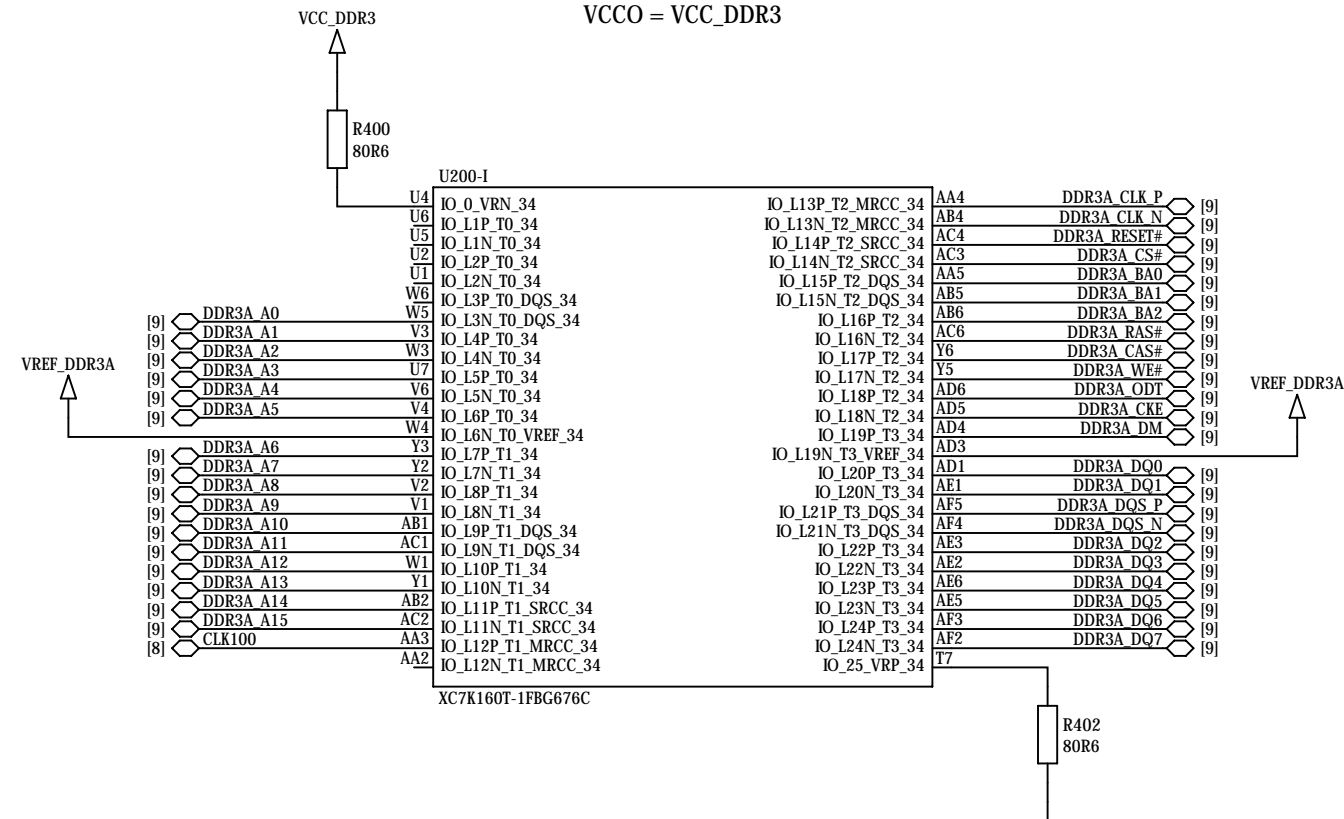 VCCO = VCC_DDR3
VCC_DDR3
R400
80R6
U200-I
U4 IO_0_VRN_34
U6 IO_L1P_T0_34
U5 IO_L1N_T0_34
U2 IO_L2P_T0_34
U1 IO_L2N_T0_34
W6 IO_L3P_T0_DQS_34
[9] DDR3A_A0 W5 IO_L3N_T0_DQS_34
[9] DDR3A_A1 V3 IO_L4P_T0_34
[9] DDR3A_A2 W3 IO_L4N_T0_34
[9] DDR3A_A3 U7 IO_L5P_T0_34
[9] DDR3A_A4 V6 IO_L5N_T0_34
[9] DDR3A_A5 V4 IO_L6P_T0_34
VREF_DDR3A
W4 IO_L6N_T0_VREF_34
[9] DDR3A_A6 Y3 IO_L7P_T1_34
[9] DDR3A_A7 Y2 IO_L7N_T1_34
[9] DDR3A_A8 V2 IO_L8P_T1_34
[9] DDR3A_A9 V1 IO_L8N_T1_34
[9] DDR3A_A10 AB1 IO_L9P_T1_DQS_34
[9] DDR3A_A11 AC1 IO_L9N_T1_DQS_34
[9] DDR3A_A12 W1 IO_L10P_T1_34
[9] DDR3A_A13 Y1 IO_L10N_T1_34
[9] DDR3A_A14 AB2 IO_L11P_T1_SRCC_34
[9] DDR3A_A15 AC2 IO_L11N_T1_SRCC_34
[8] CLK100 AA3 IO_L12P_T1_MRCC_34
AA2 IO_L12N_T1_MRCC_34
IO_L13P_T2_MRCC_34 AA4 DDR3A_CLK_P [9]
IO_L13N_T2_MRCC_34 AB4 DDR3A_CLK_N [9]
IO_L14P_T2_SRCC_34 AC4 DDR3A_RESET# [9]
IO_L14N_T2_SRCC_34 AC3 DDR3A_CS# [9]
IO_L15P_T2_DQS_34 AA5 DDR3A_BA0 [9]
IO_L15N_T2_DQS_34 AB5 DDR3A_BA1 [9]
IO_L16P_T2_34 AB6 DDR3A_BA2 [9]
IO_L16N_T2_34 AC6 DDR3A_RAS# [9]
IO_L17P_T2_34 Y6 DDR3A_CAS# [9]
IO_L17N_T2_34 Y5 DDR3A_WE# [9]
IO_L18P_T2_34 AD6 DDR3A_ODT [9]
IO_L18N_T2_34 AD5 DDR3A_CKE [9]
IO_L19P_T3_34 AD4 DDR3A_DM [9]
IO_L19N_T3_VREF_34 AD3
VREF_DDR3A
IO_L20P_T3_34 AD1 DDR3A_DQ0 [9]
IO_L20N_T3_34 AE1 DDR3A_DQ1 [9]
IO_L21P_T3_DQS_34 AF5 DDR3A_DQS_P [9]
IO_L21N_T3_DQS_34 AF4 DDR3A_DQS_N [9]
IO_L22P_T3_34 AE3 DDR3A_DQ2 [9]
IO_L22N_T3_34 AE2 DDR3A_DQ3 [9]
IO_L23P_T3_34 AE6 DDR3A_DQ4 [9]
IO_L23N_T3_34 AE5 DDR3A_DQ5 [9]
IO_L24P_T3_34 AF3 DDR3A_DQ6 [9]
IO_L24N_T3_34 AF2 DDR3A_DQ7 [9]
IO_25_VRP_34 T7
XC7K160T-1FBG676C
R402
80R6